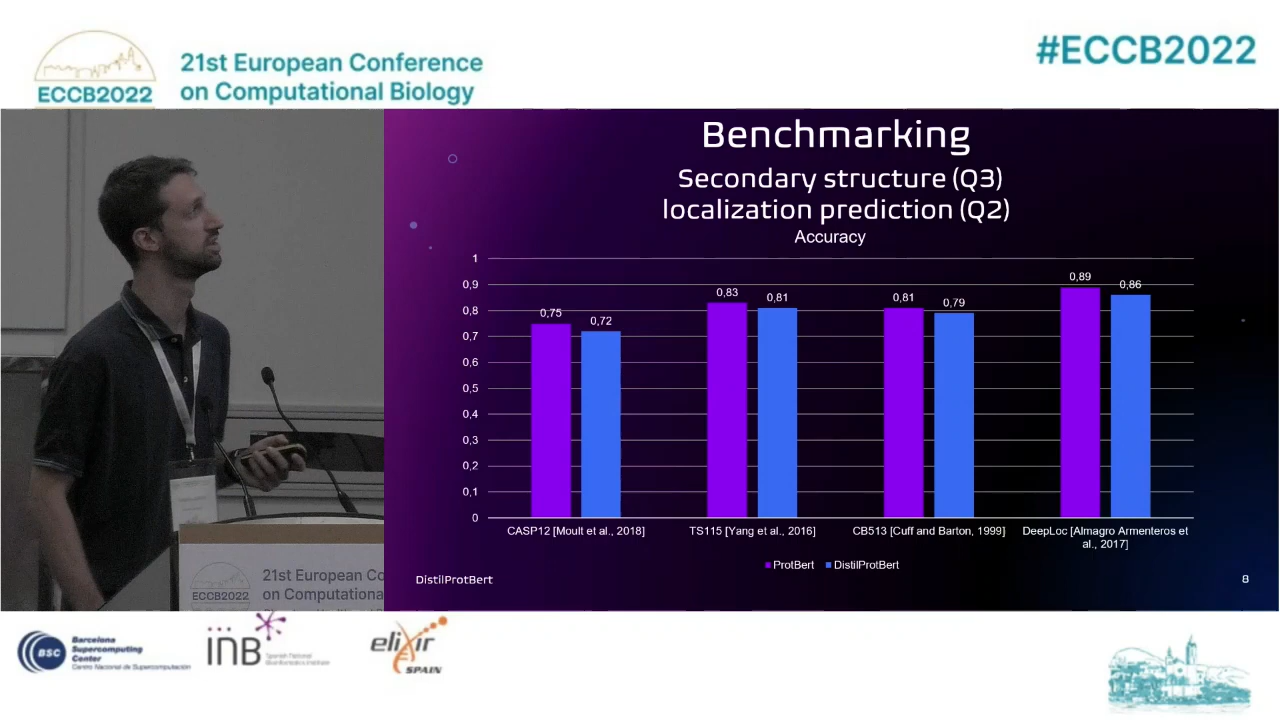 ECCB2022
21st European Conference
on Computational Biology
#ECCB2022
Benchmarking
Secondary structure (Q3)
localization prediction (Q2)
Accuracy
1
0,9
0,8
0,7
0,6
0,5
0,4
0,3
0,2
0,1
0
0,75
0,72
0,83
0,81
0,81
0,79
0,89
0,86
CASP12 [Moult et al., 2018]
TS115 [Yang et al., 2016]
CB513 [Cuff and Barton, 1999]
DeepLoc [Almagro Armenteros et
al., 2017]
ProtBert
DistilProtBert
DistilProtBert
8
ECCB2022
21st European Co
on Computationa
BSC
Barcelona
Supercomputing
Center
Centro Nacional de Supercomputación
INB
Spanish National
Bioinformatics Institute
elixir
SPAIN